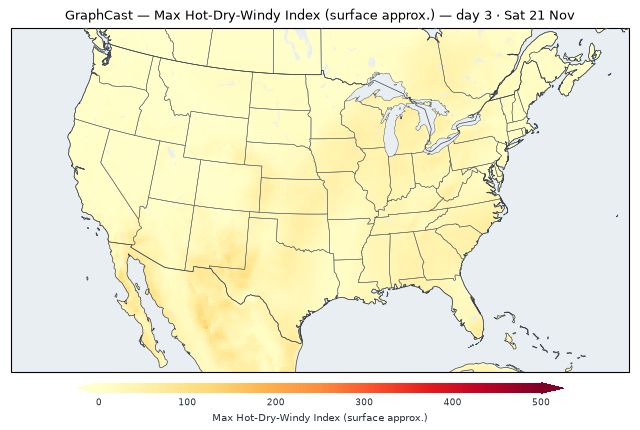 GraphCast — Max Hot-Dry-Windy Index (surface approx.) — day 3 · Sat 21 Nov
0 100 200 300 400 500
Max Hot-Dry-Windy Index (surface approx.)